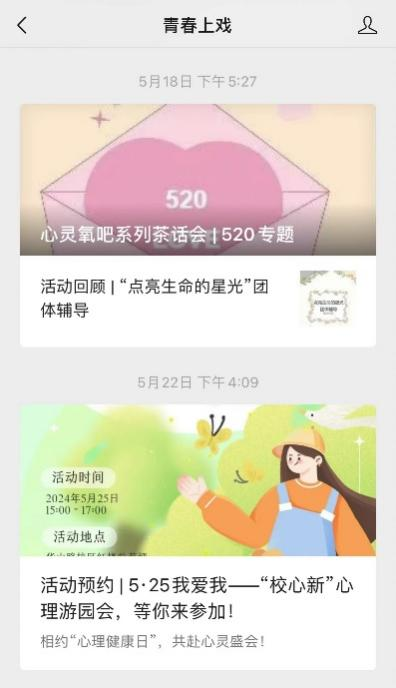 青春上戏
5月18日 下午5:27
520
心灵氧吧系列茶话会 | 520专题
活动回顾 | “点亮生命的星光”团
体辅导
5月22日 下午4:09
活动时间
2024年5月25日
15:00 - 17:00
活动地点
活动预约 | 5·25我爱我——“校心新”心
理游园会，等你来参加！
相约“心理健康日”，共赴心灵盛会！